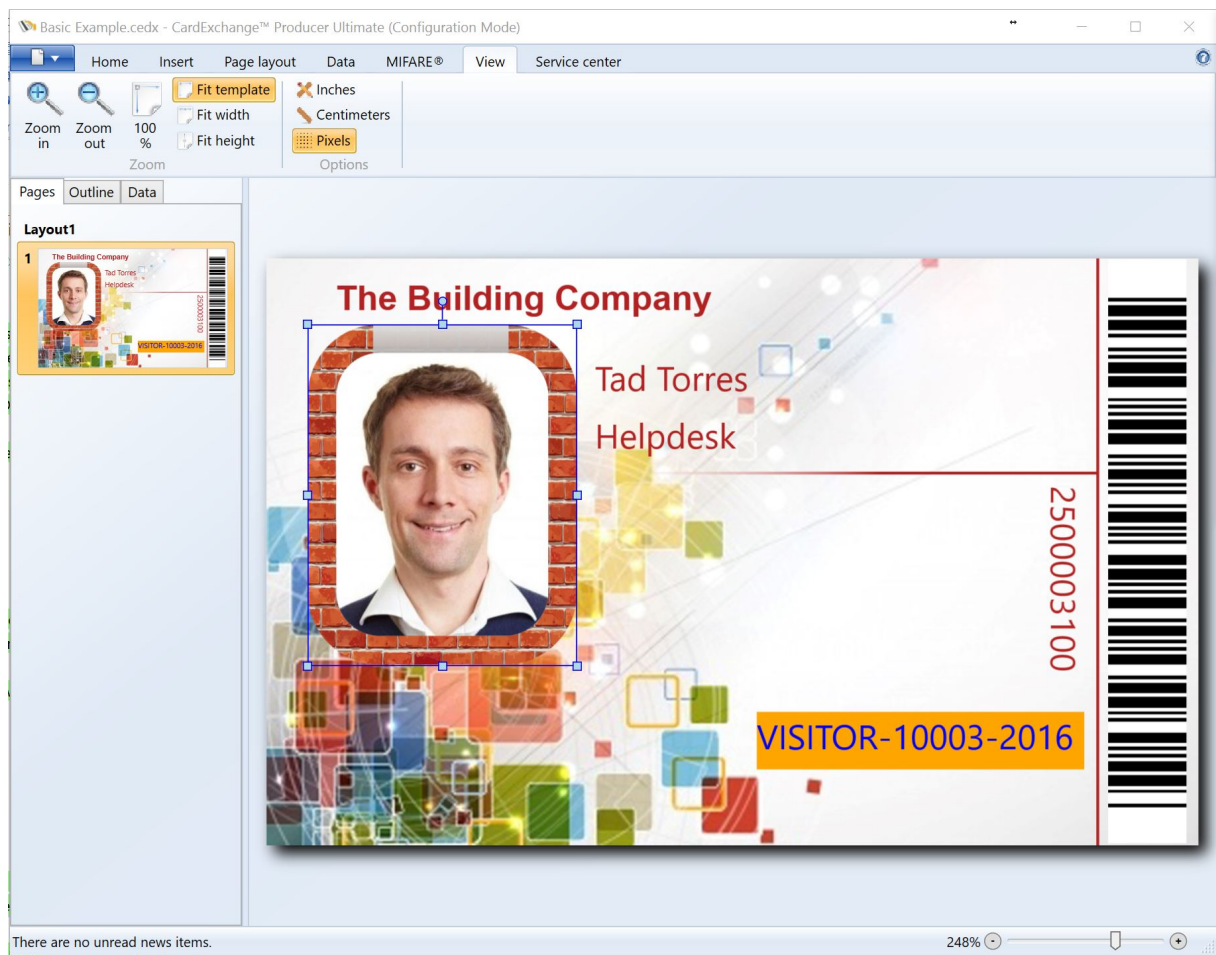 Basic Example.cedx - CardExchange™ Producer Ultimate (Configuration Mode)
Home Insert Page layout Data MIFARE® View Service center
Zoom in
Zoom out
100 %
Fit template
Fit width
Fit height
Zoom
Inches
Centimeters
Pixels
Options
Pages Outline Data
Layout1
1
The Building Company
Tad Torres
Helpdesk
2500003100
VISITOR-10003-2016
The Building Company
Tad Torres
Helpdesk
2500003100
VISITOR-10003-2016
There are no unread news items.
248%